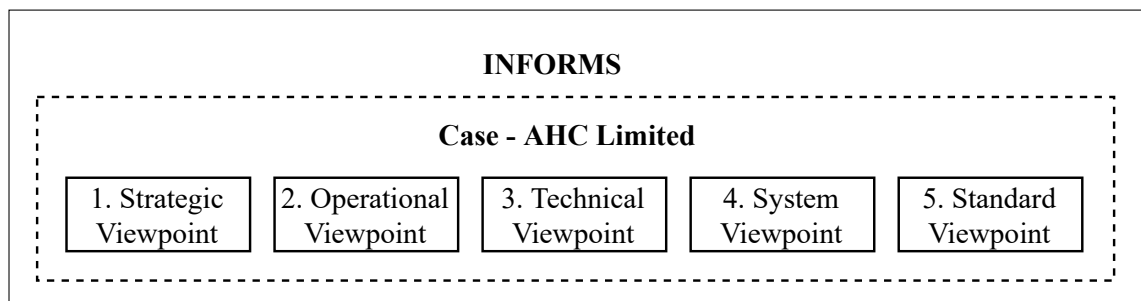 INFORMS
Case - AHC Limited
1. Strategic
Viewpoint
2. Operational
Viewpoint
3. Technical
Viewpoint
4. System
Viewpoint
5. Standard
Viewpoint